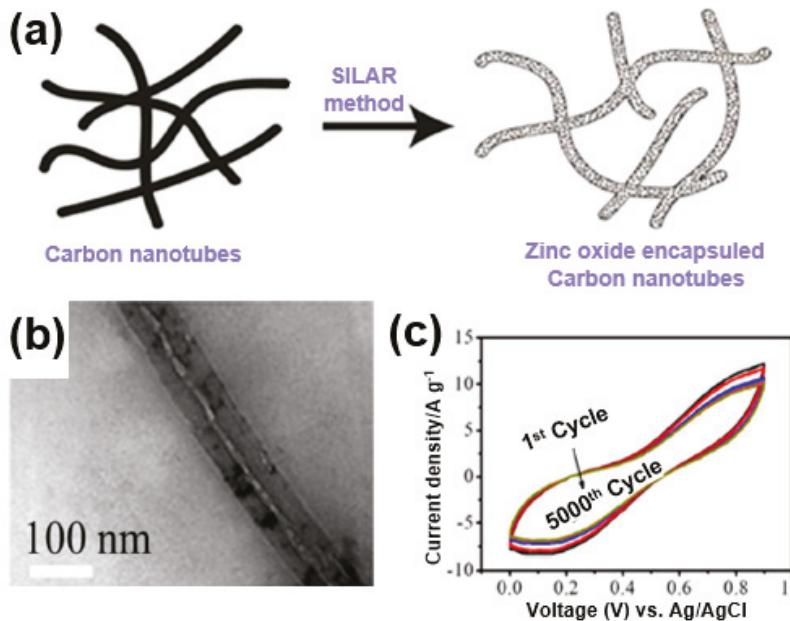 (a)
SILAR
method
Carbon nanotubes
Zinc oxide encapsuled
Carbon nanotubes
(b)
100 nm
(c)
Current density/A g⁻¹
15
10
5
0
-5
-10
1st Cycle
5000th Cycle
0.0 0.2 0.4 0.6 0.8 1
Voltage (V) vs. Ag/AgCl